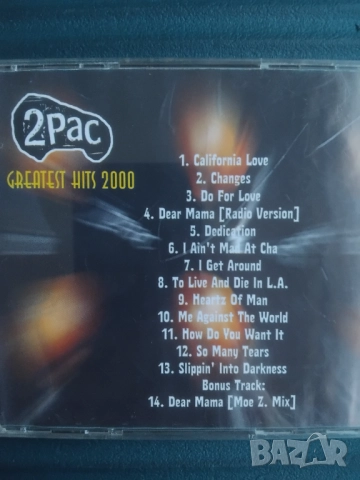 2Pac
GREATEST HITS 2000
1. California Love
2. Changes
3. Do For Love
4. Dear Mama [Radio Version]
5. Dedication
6. I Ain't Mad At Cha
7. I Get Around
8. To Live And Die In L.A.
9. Heartz Of Man
10. Me Against The World
11. How Do You Want It
12. So Many Tears
13. Slippin' Into Darkness
Bonus Track:
14. Dear Mama [Moe Z. Mix]
BAZAR
bg